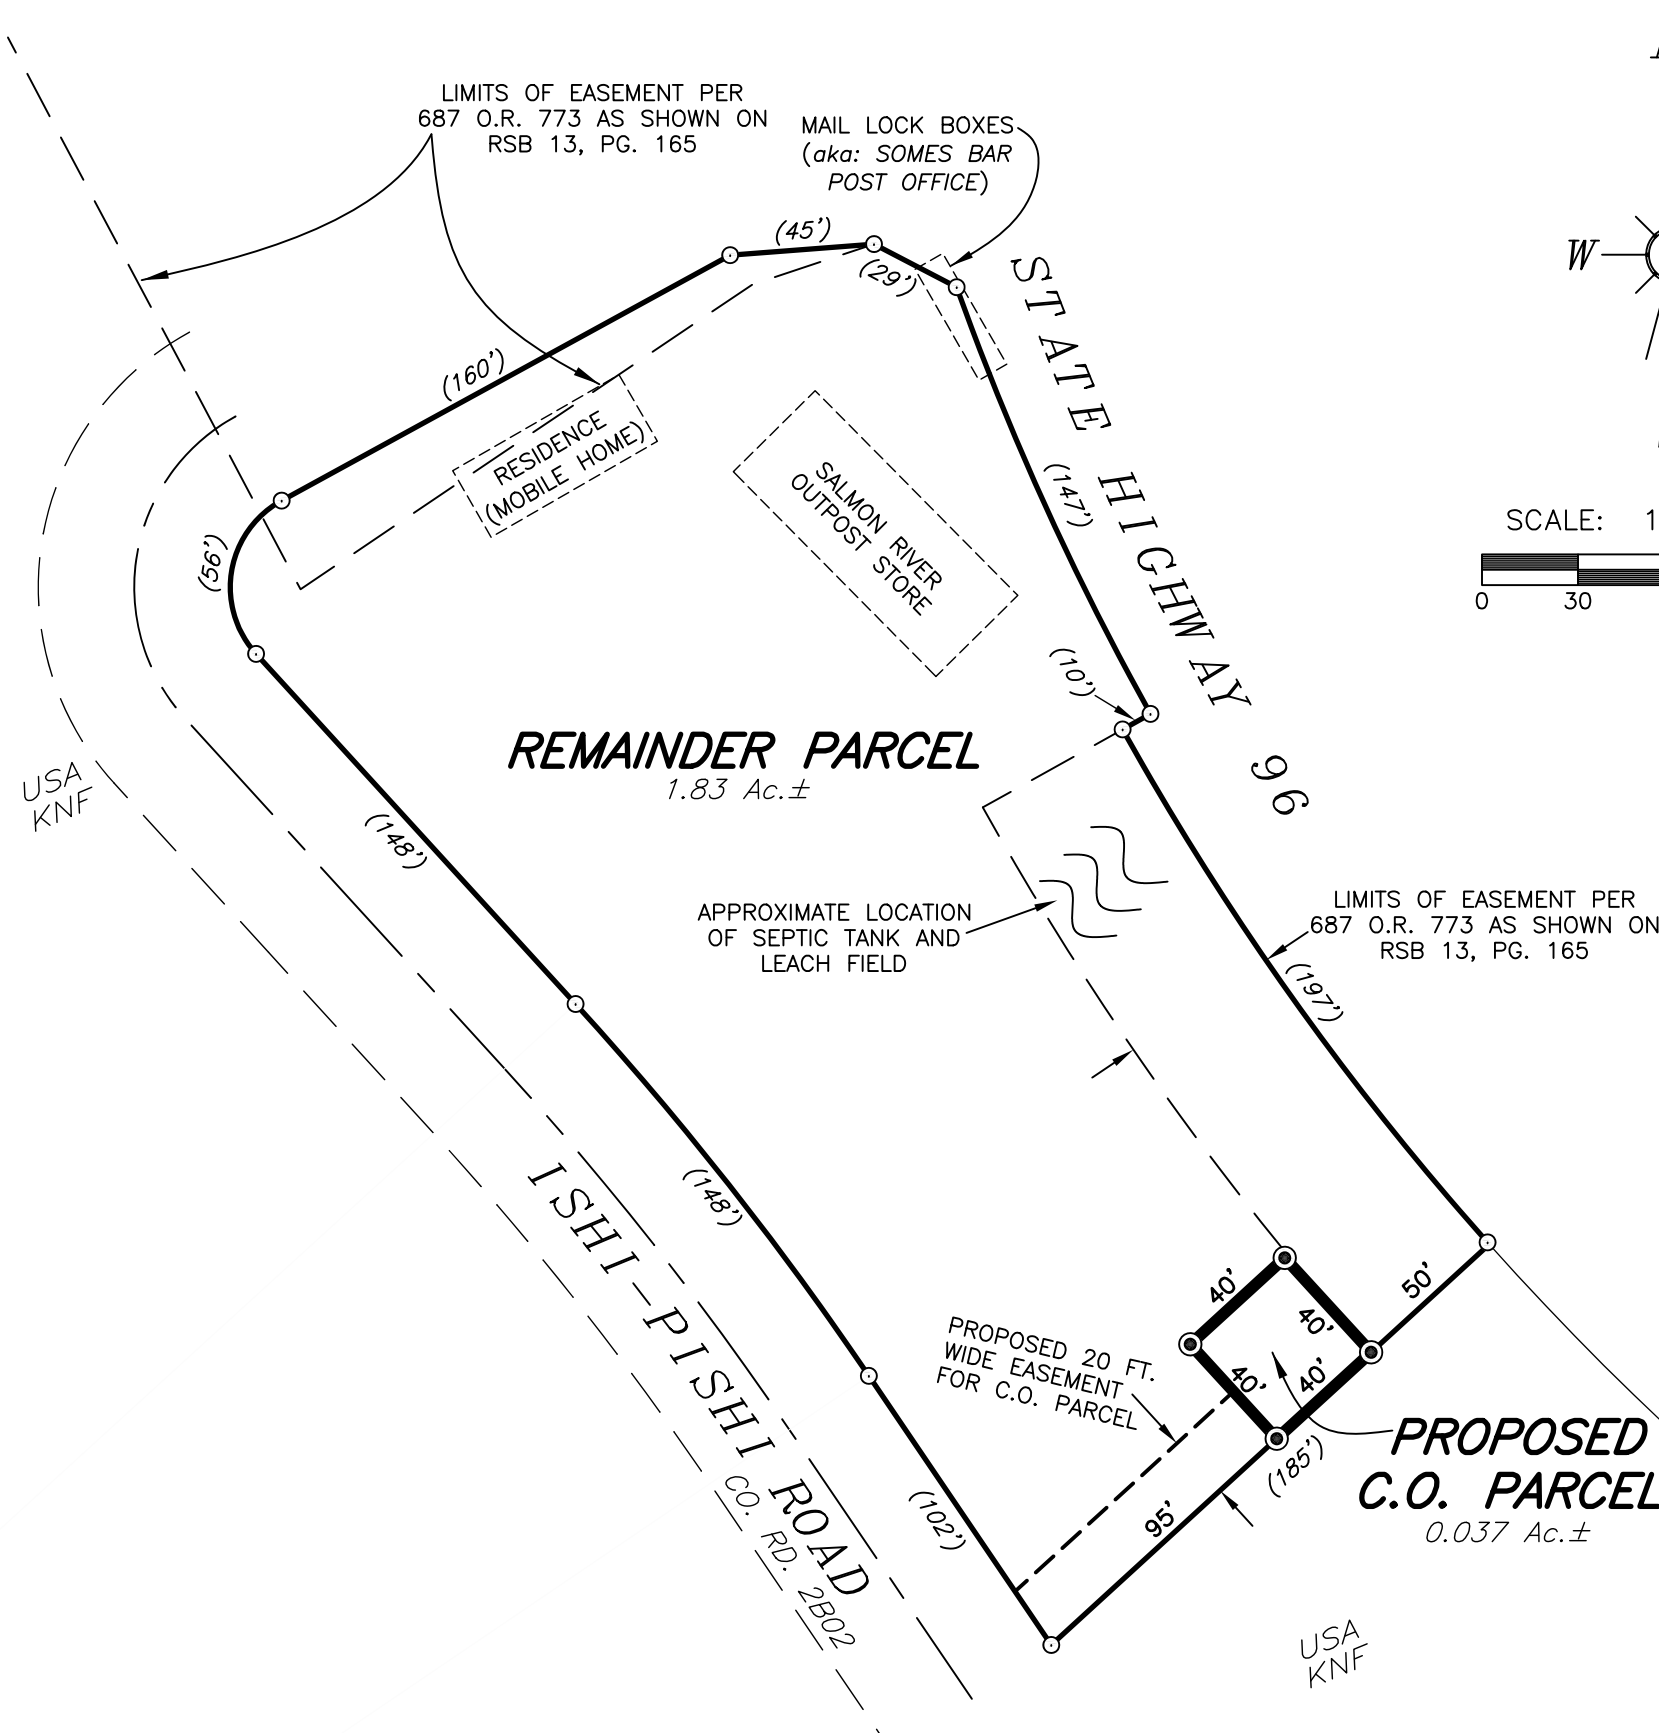 LIMITS OF EASEMENT PER
687 O.R. 773 AS SHOWN ON
RSB 13, PG. 165
MAIL LOCK BOXES
(aka: SOMES BAR
POST OFFICE)
(45')
(29')
(160')
STATE HIGHWAY 96
W
RESIDENCE
(MOBILE HOME)
SALMON RIVER
OUTPOST STORE
(147')
SCALE: 1
0 30
(56')
(10')
REMAINDER PARCEL
1.83 Ac.±
USA
KNF
(148')
APPROXIMATE LOCATION
OF SEPTIC TANK AND
LEACH FIELD
LIMITS OF EASEMENT PER
687 O.R. 773 AS SHOWN ON
RSB 13, PG. 165
(197')
(148')
ISHI-PISHI ROAD
CO. RD. 2B02
40'
40'
50'
40'
40'
PROPOSED 20 FT.
WIDE EASEMENT
FOR C.O. PARCEL
PROPOSED
C.O. PARCEL
0.037 Ac.±
(185')
95'
(102')
USA
KNF